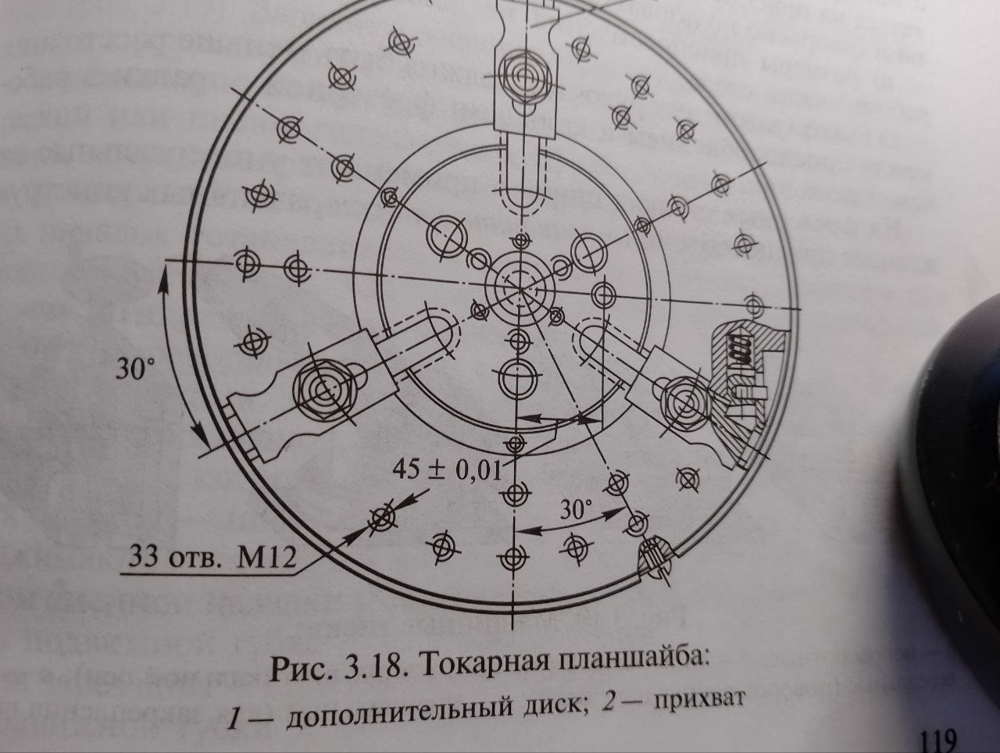 30°
45 ± 0,01
30°
33 отв. М12
Рис. 3.18. Токарная планшайба:
1 — дополнительный диск; 2 — прихват
119